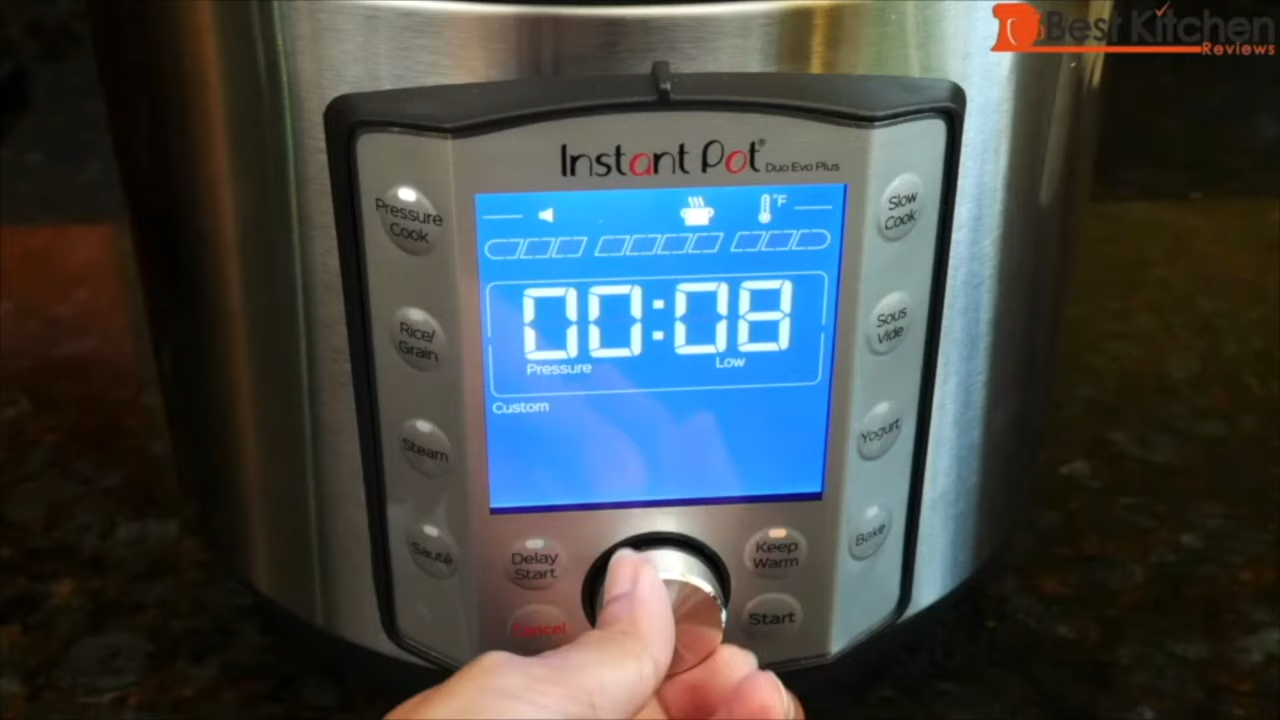 Best Kitchen
Reviews
Instant Pot® Duo Evo Plus
Pressure
Cook
Rice/
Grain
Steam
Sauté
°F
00:08
Pressure Low
Custom
Slow
Cook
Sous
Vide
Yogurt
Bake
Delay
Start
Cancel
Keep
Warm
Start